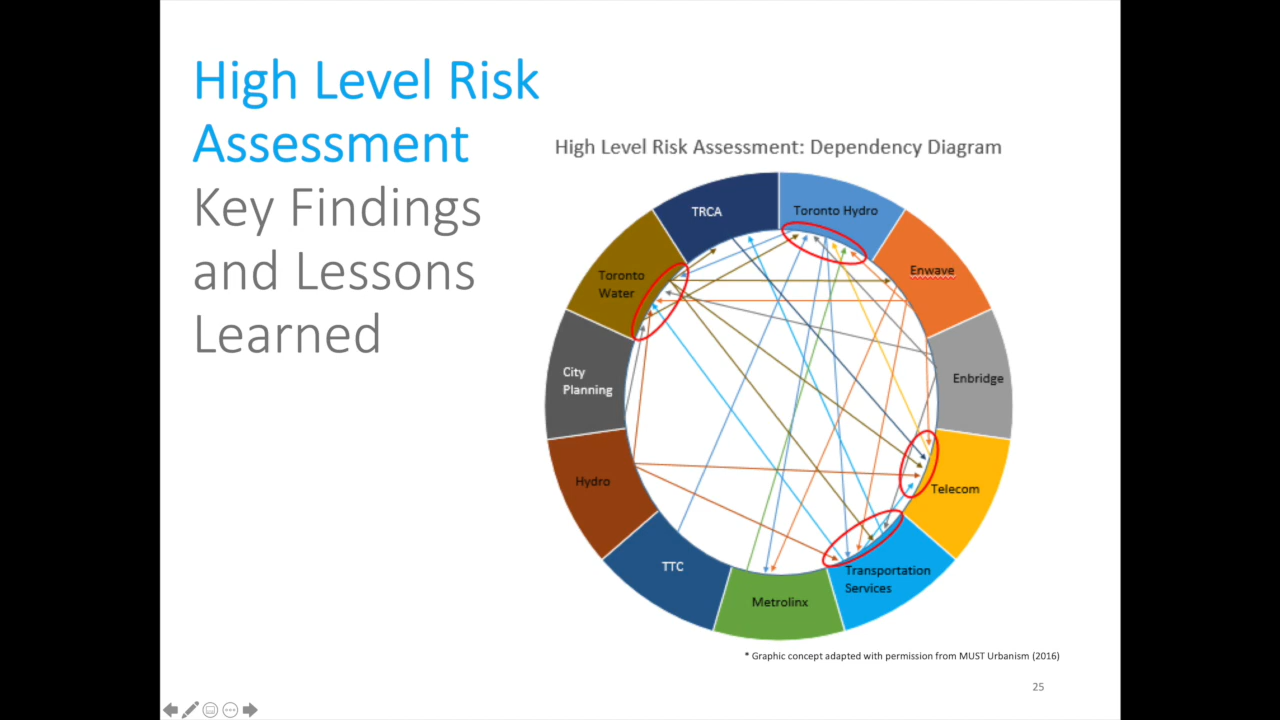 High Level Risk
Assessment
Key Findings
and Lessons
Learned
High Level Risk Assessment: Dependency Diagram
TRCA
Toronto Hydro
Enwave
Toronto
Water
Enbridge
City
Planning
Hydro
Telecom
TTC
Transportation
Services
Metrolinx
* Graphic concept adapted with permission from MUST Urbanism (2016)
25